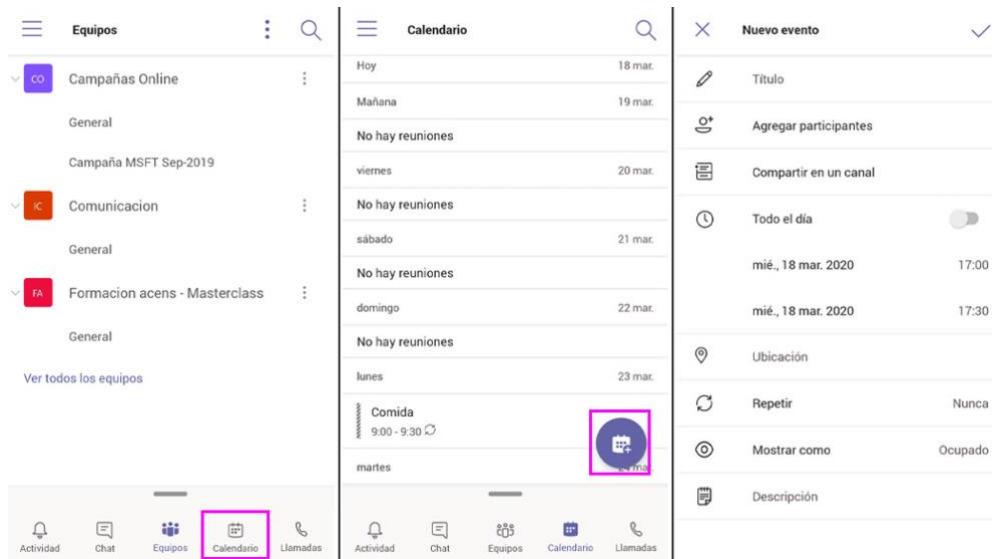 Equipos
CO Campañas Online
General
Campaña MSFT Sep-2019
IC Comunicacion
General
FA Formacion acens - Masterclass
General
Ver todos los equipos
Actividad Chat Equipos Calendario Llamadas
Calendario
Hoy 18 mar.
Mañana 19 mar.
No hay reuniones
viernes 20 mar.
No hay reuniones
sábado 21 mar.
No hay reuniones
domingo 22 mar.
No hay reuniones
lunes 23 mar.
Comida
9:00 - 9:30
martes 24 mar.
Actividad Chat Equipos Calendario Llamadas
Nuevo evento
Título
Agregar participantes
Compartir en un canal
Todo el día
mié., 18 mar. 2020 17:00
mié., 18 mar. 2020 17:30
Ubicación
Repetir Nunca
Mostrar como Ocupado
Descripción